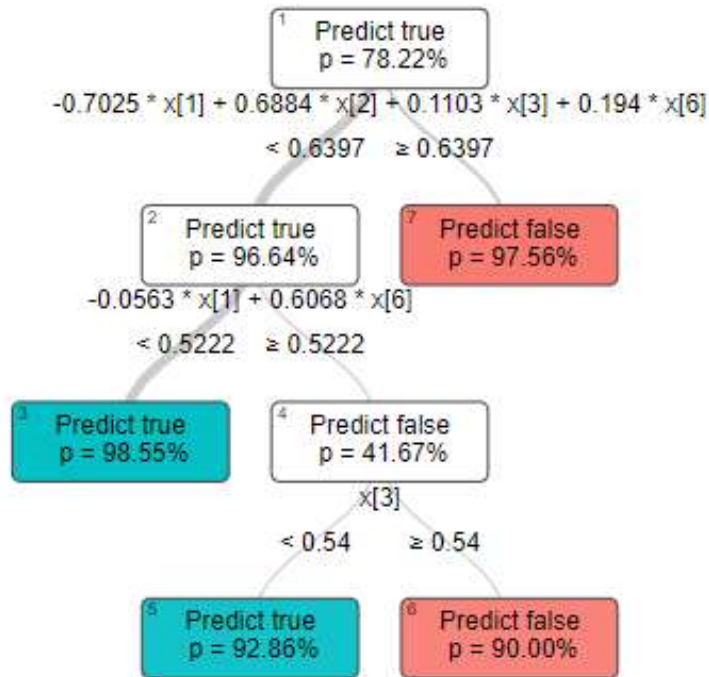 1
Predict true
p = 78.22%
-0.7025 * x[1] + 0.6884 * x[2] + 0.1103 * x[3] + 0.194 * x[6]
< 0.6397 ≥ 0.6397
2
Predict true
p = 96.64%
7
Predict false
p = 97.56%
-0.0563 * x[1] + 0.6068 * x[6]
< 0.5222 ≥ 0.5222
3
Predict true
p = 98.55%
4
Predict false
p = 41.67%
x[3]
< 0.54 ≥ 0.54
5
Predict true
p = 92.86%
6
Predict false
p = 90.00%